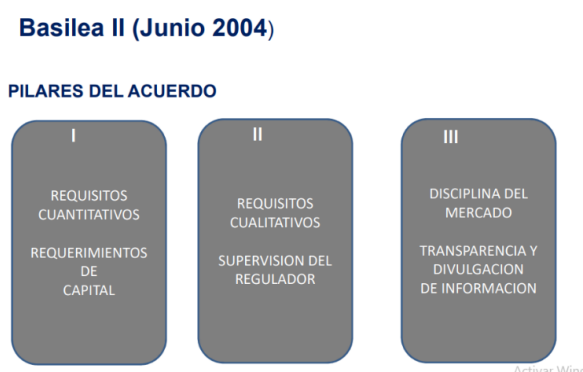 Basilea II (Junio 2004)
PILARES DEL ACUERDO
I
REQUISITOS
CUANTITATIVOS
REQUERIMIENTOS
DE
CAPITAL
II
REQUISITOS
CUALITATIVOS
SUPERVISION DEL
REGULADOR
III
DISCIPLINA DEL
MERCADO
TRANSPARENCIA Y
DIVULGACION
DE INFORMACION
Activar